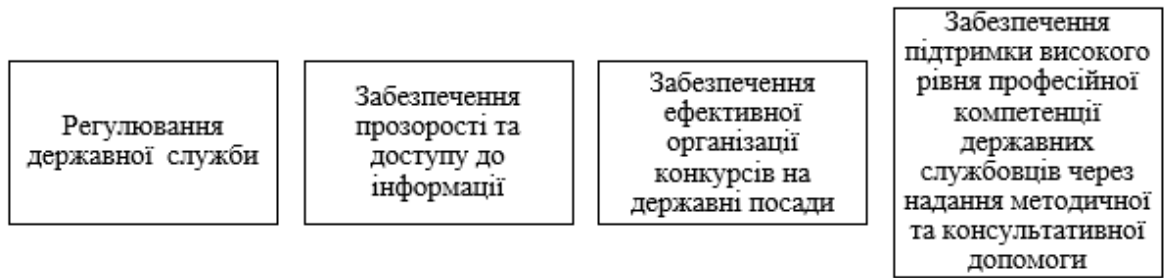 Регулювання
державної служби
Забезпечення
прозорості та
доступу до
інформації
Забезпечення
ефективної
організації
конкурсів на
державні посади
Забезпечення
підтримки високого
рівня професійної
компетенції
державних
службовців через
надання методичної
та консультативної
допомоги